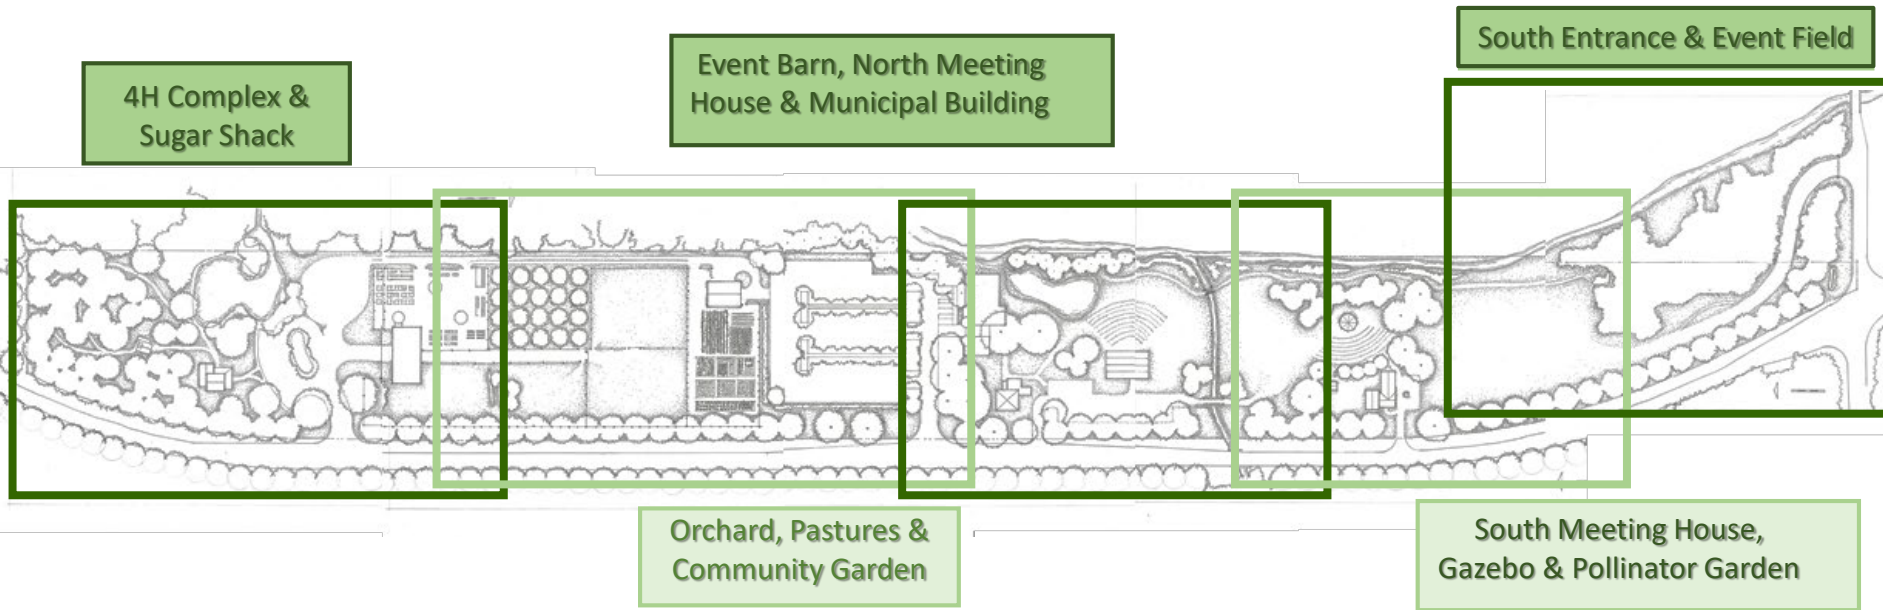 South Entrance & Event Field
Event Barn, North Meeting
House & Municipal Building
4H Complex &
Sugar Shack
Orchard, Pastures &
Community Garden
South Meeting House,
Gazebo & Pollinator Garden